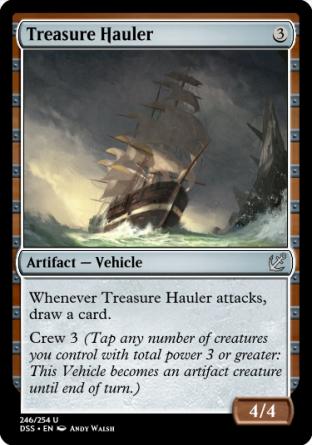 Treasure Hauler 3
Artifact — Vehicle
Whenever Treasure Hauler attacks,
draw a card.
Crew 3 (Tap any number of creatures
you control with total power 3 or greater:
This Vehicle becomes an artifact creature
until end of turn.)
4/4
246/254 U
DSS • EN Andy Walsh